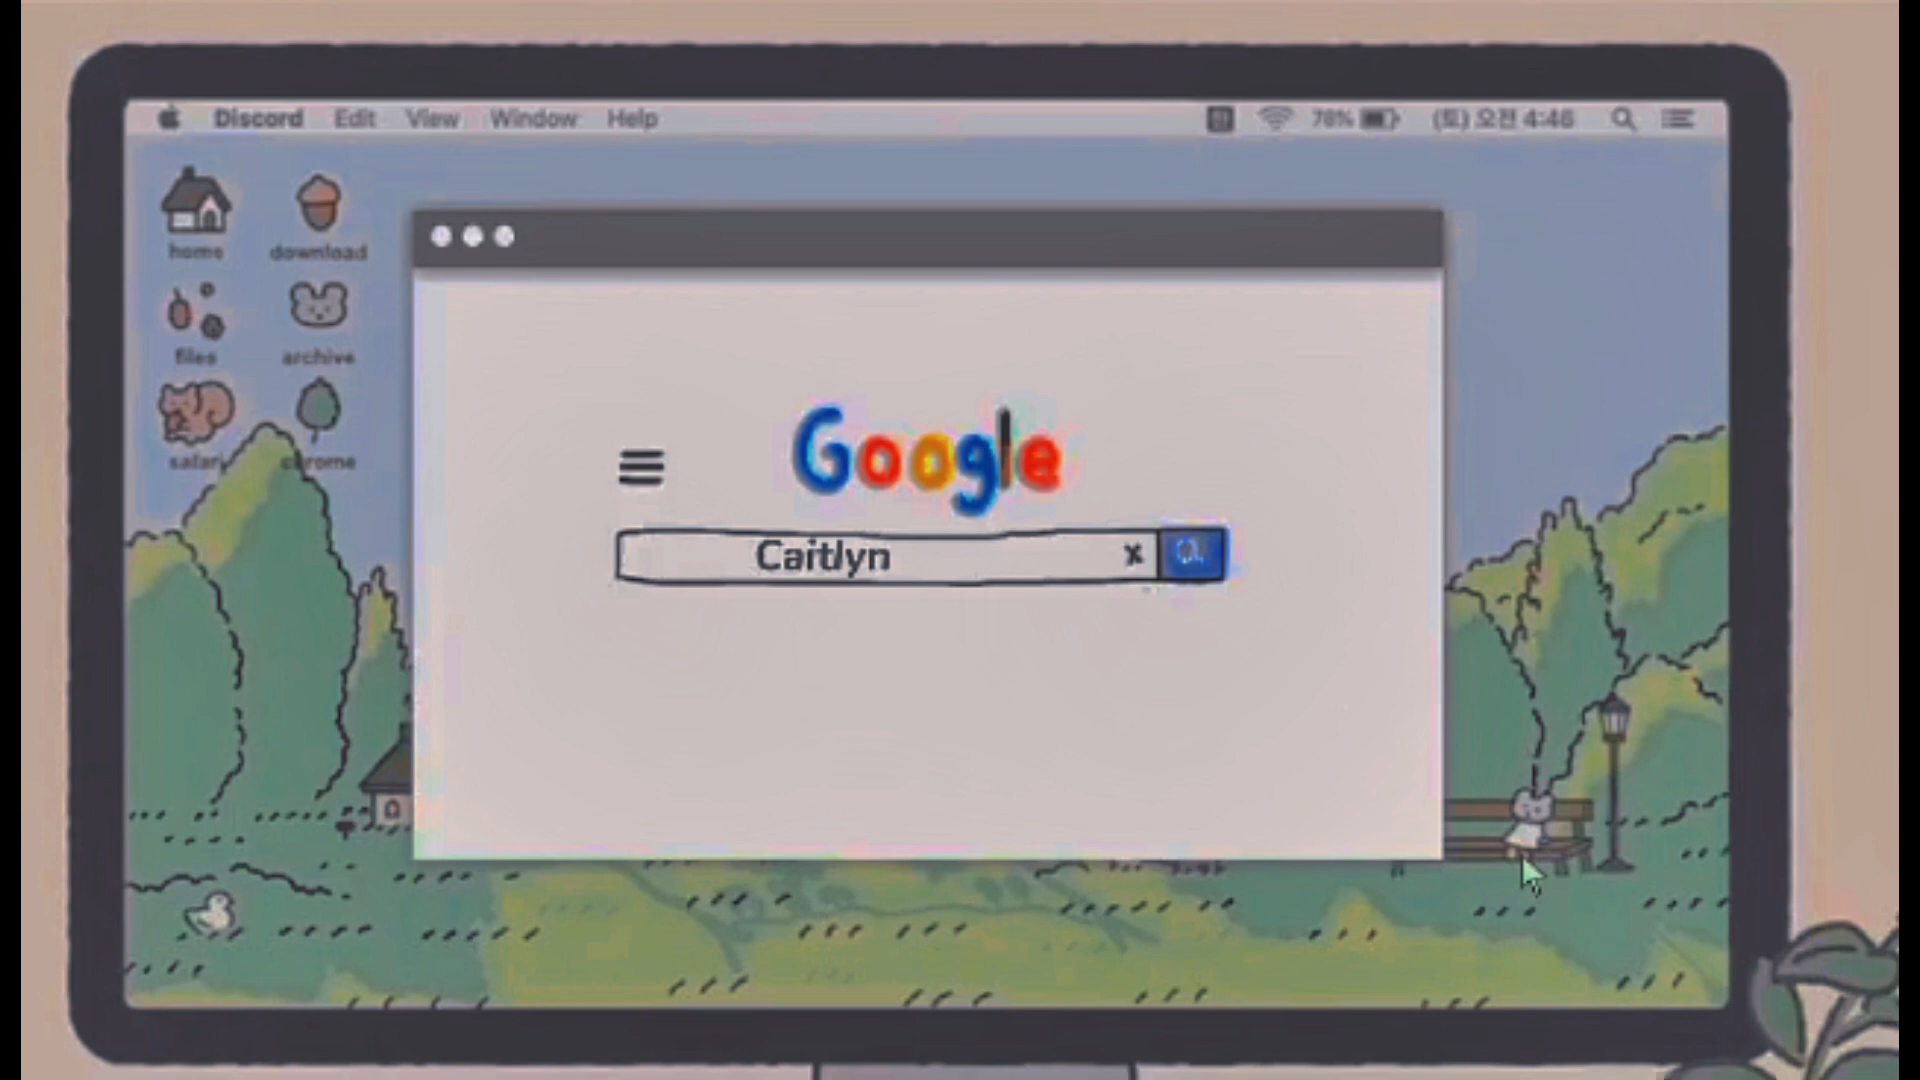 Discord Edit View Window Help 78% (토) 오전 4:46
home download
files archive
safari chrome
Google
Caitlyn x